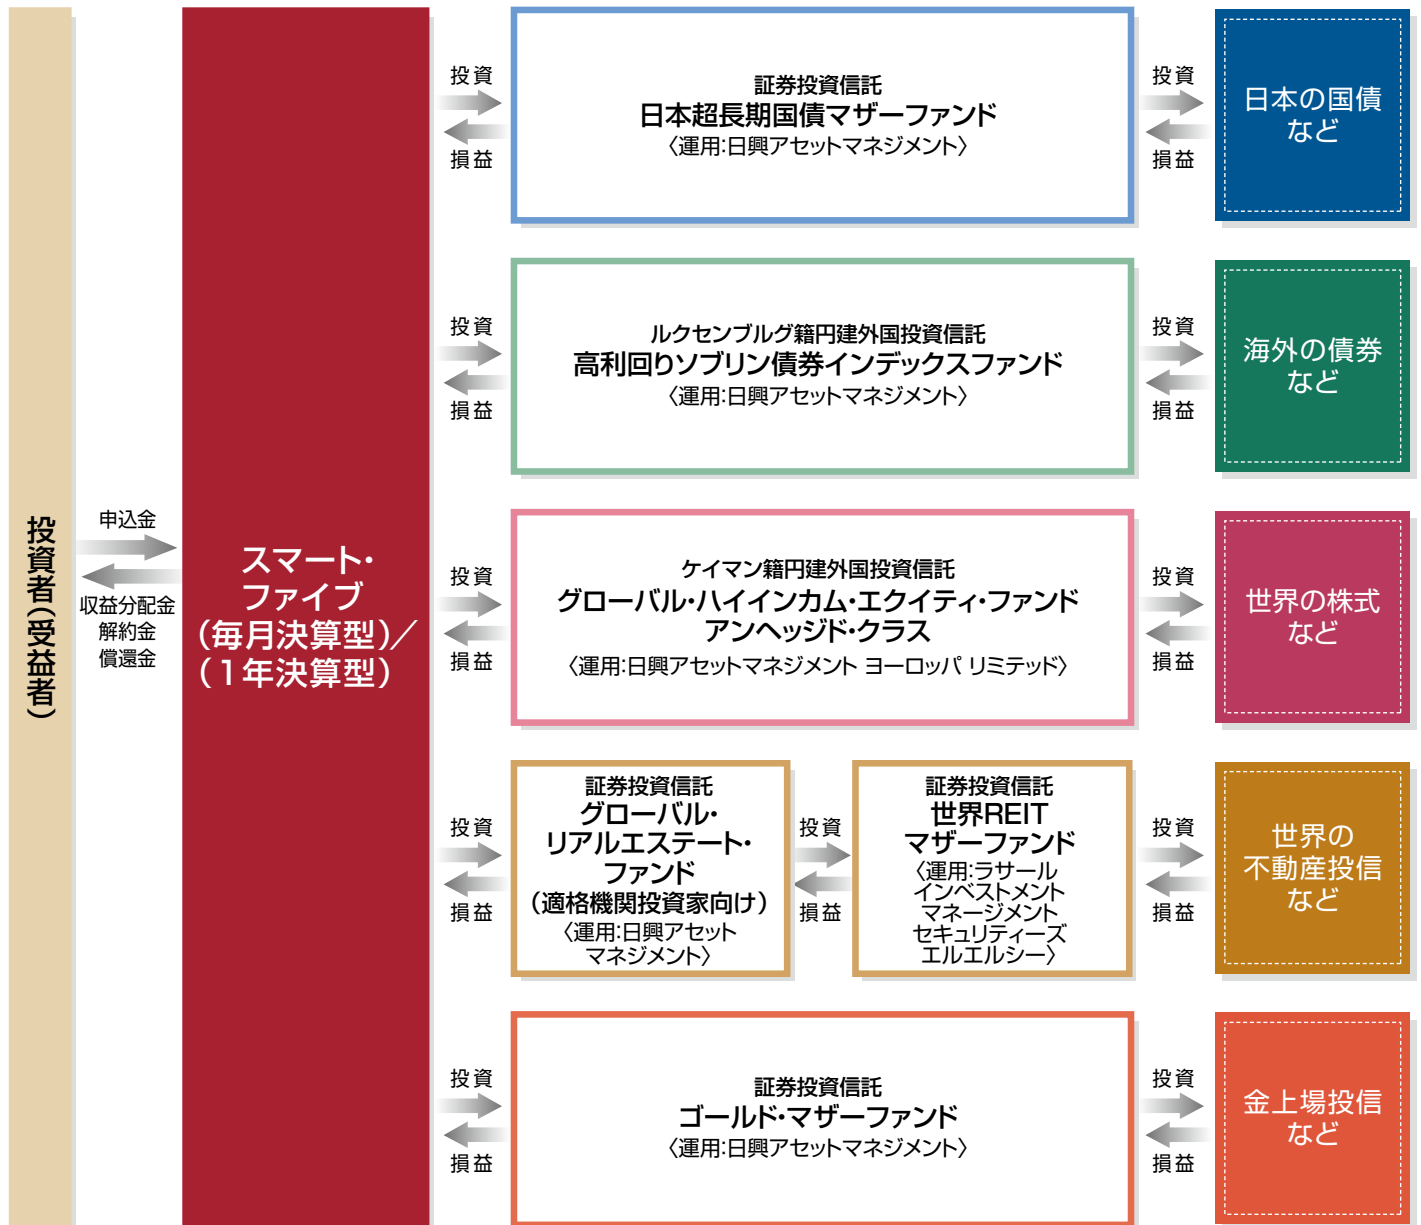 投資者（受益者）
申込金
収益分配金
解約金
償還金
スマート・
ファイブ
（毎月決算型）／
（1年決算型）
投資
損益
証券投資信託
日本超長期国債マザーファンド
〈運用:日興アセットマネジメント〉
投資
損益
日本の国債
など
投資
損益
ルクセンブルグ籍円建外国投資信託
高利回りソブリン債券インデックスファンド
〈運用:日興アセットマネジメント〉
投資
損益
海外の債券
など
投資
損益
ケイマン籍円建外国投資信託
グローバル・ハイインカム・エクイティ・ファンド
アンヘッジド・クラス
〈運用:日興アセットマネジメント ヨーロッパ リミテッド〉
投資
損益
世界の株式
など
投資
損益
証券投資信託
グローバル・
リアルエステート・
ファンド
（適格機関投資家向け）
〈運用:日興アセット
マネジメント〉
投資
損益
証券投資信託
世界REIT
マザーファンド
〈運用:ラサール
インベストメント
マネージメント
セキュリティーズ
エルエルシー〉
投資
損益
世界の
不動産投信
など
投資
損益
証券投資信託
ゴールド・マザーファンド
〈運用:日興アセットマネジメント〉
投資
損益
金上場投信
など